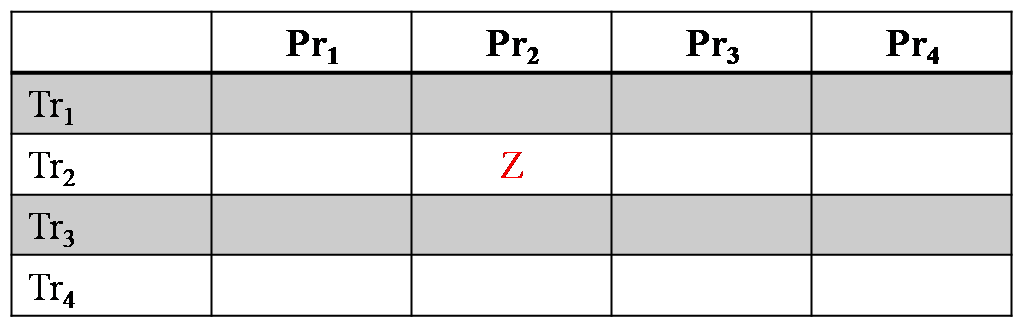 Pr₁ Pr₂ Pr₃ Pr₄
Tr₁
Tr₂ Z
Tr₃
Tr₄